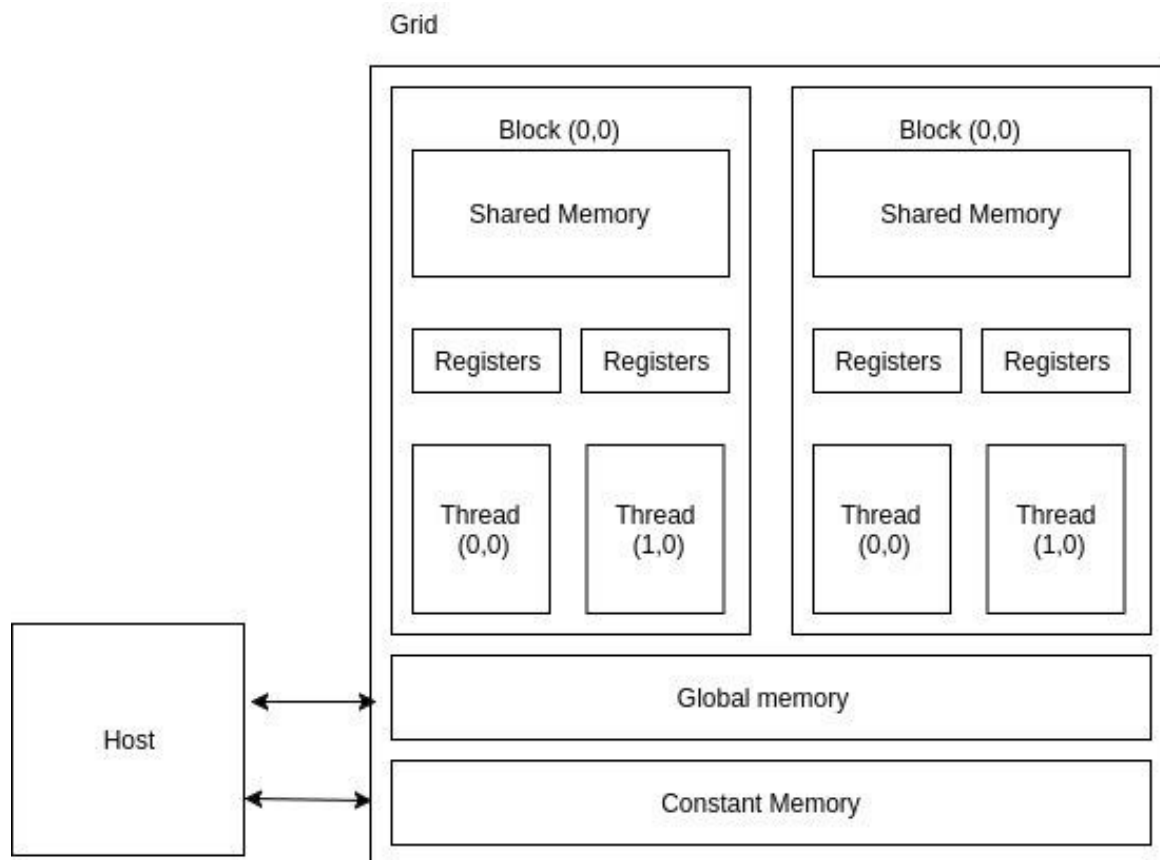 Grid
Block (0,0)
Block (0,0)
Shared Memory
Shared Memory
Registers
Registers
Registers
Registers
Thread
(0,0)
Thread
(1,0)
Thread
(0,0)
Thread
(1,0)
Global memory
Host
Constant Memory